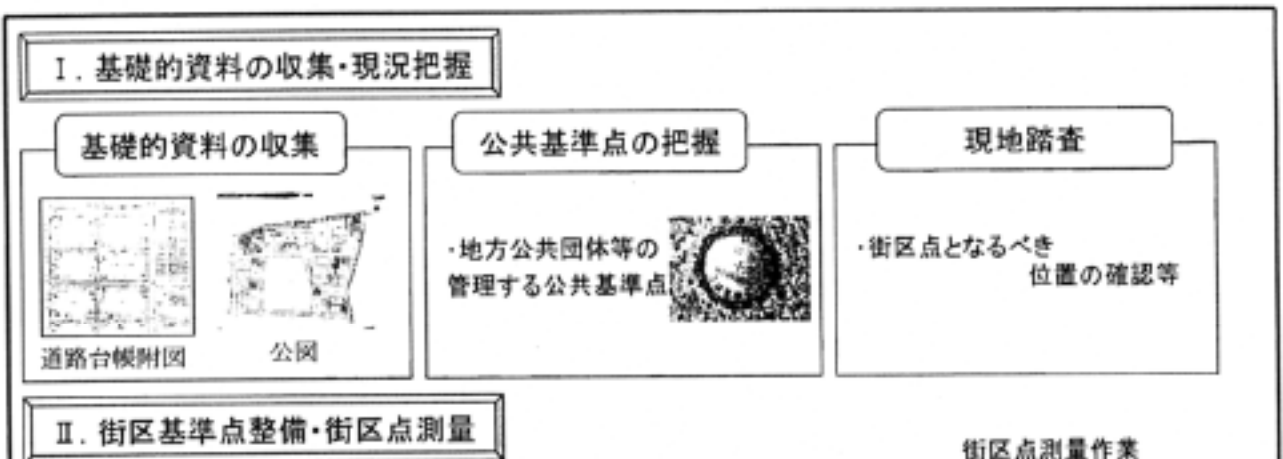 Ⅰ. 基礎的資料の収集・現況把握
基礎的資料の収集
道路台帳附図
公図
公共基準点の把握
・地方公共団体等の
管理する公共基準点
現地踏査
・街区点となるべき
位置の確認等
Ⅱ. 街区基準点整備・街区点測量
街区点測量作業